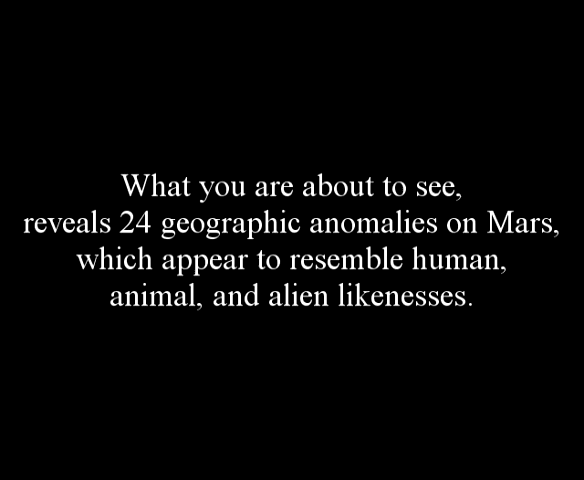 What you are about to see,
reveals 24 geographic anomalies on Mars,
which appear to resemble human,
animal, and alien likenesses.